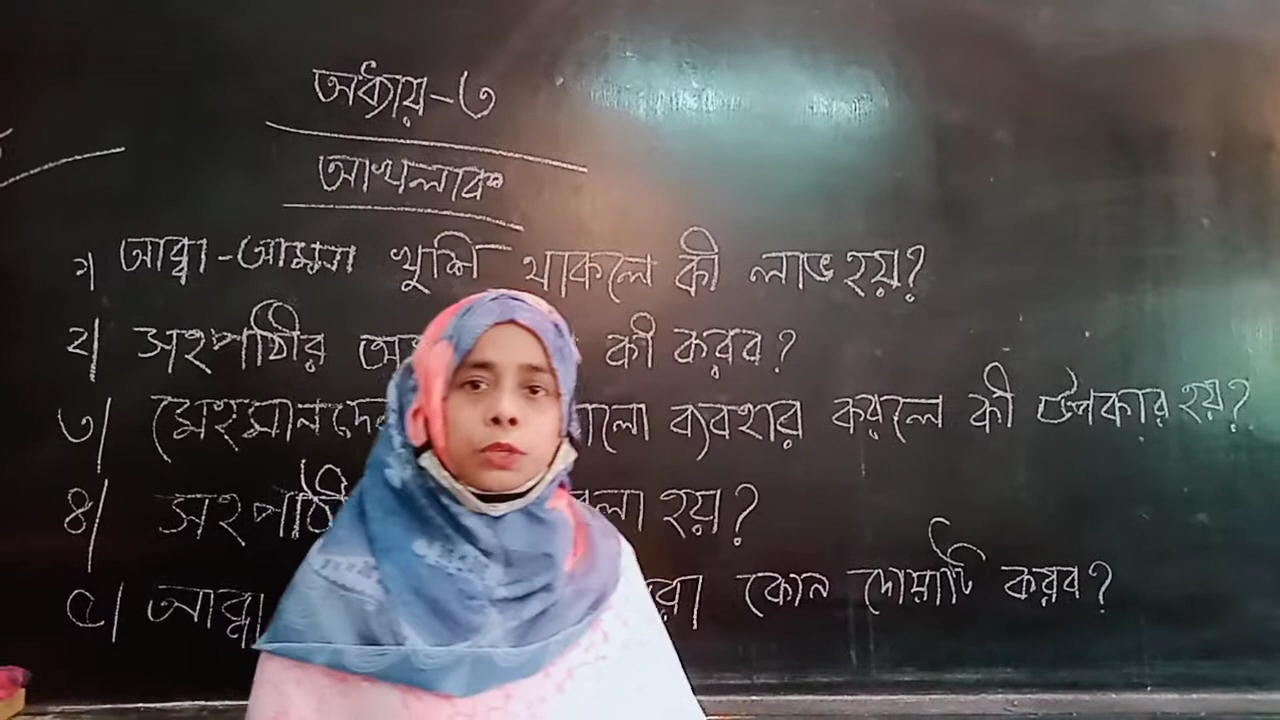 অধ্যায়-৩
আখলাক
১। আব্বা-আম্মা খুশি থাকলে কী লাভ হয়?
২। সহপাঠীর কী করব?
৩। মেহমানদের ব্যবহার করলে কী উপকার হয়?
৪। সহপাঠী হয়?
৫। আব্বা কোন দোয়াটি করব?